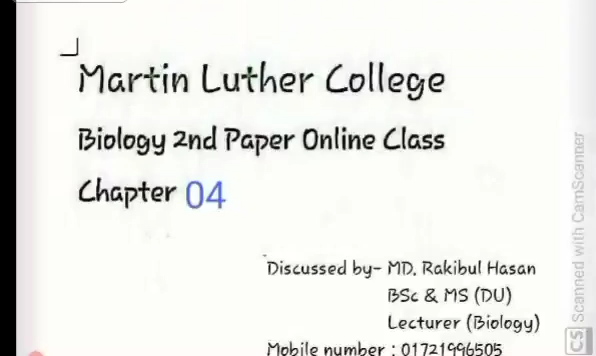 Martin Luther College
Biology 2nd Paper Online Class
Chapter 04
Discussed by- MD. Rakibul Hasan
BSc & MS (DU)
Lecturer (Biology)
Mobile number : 01721996505
CS Scanned with CamScanner